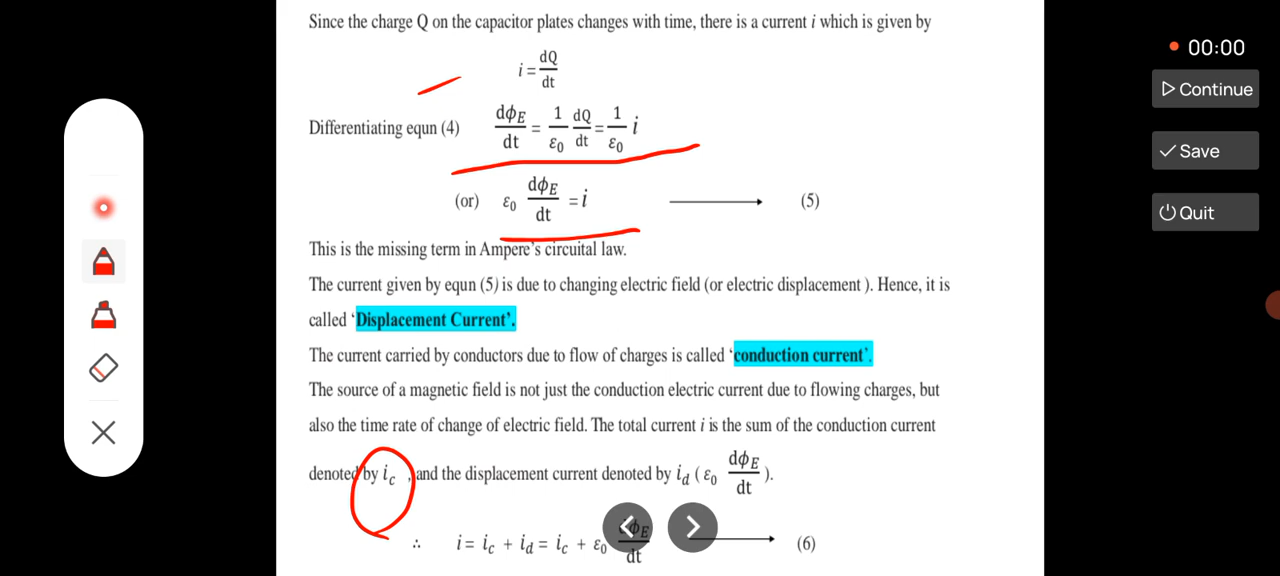 Since the charge Q on the capacitor plates changes with time, there is a current i which is given by
i = dQ/dt
Differentiating equn (4) dϕE/dt = 1/ε0 dQ/dt = 1/ε0 i
(or) ε0 dϕE/dt = i (5)
This is the missing term in Ampere's circuital law.
The current given by equn (5) is due to changing electric field (or electric displacement ). Hence, it is
called ‘Displacement Current’.
The current carried by conductors due to flow of charges is called ‘conduction current’.
The source of a magnetic field is not just the conduction electric current due to flowing charges, but
also the time rate of change of electric field. The total current i is the sum of the conduction current
denoted by ic , and the displacement current denoted by id ( ε0 dϕE/dt ).
∴ i = ic + id = ic + ε0 dϕE/dt (6)
00:00
Continue
Save
Quit